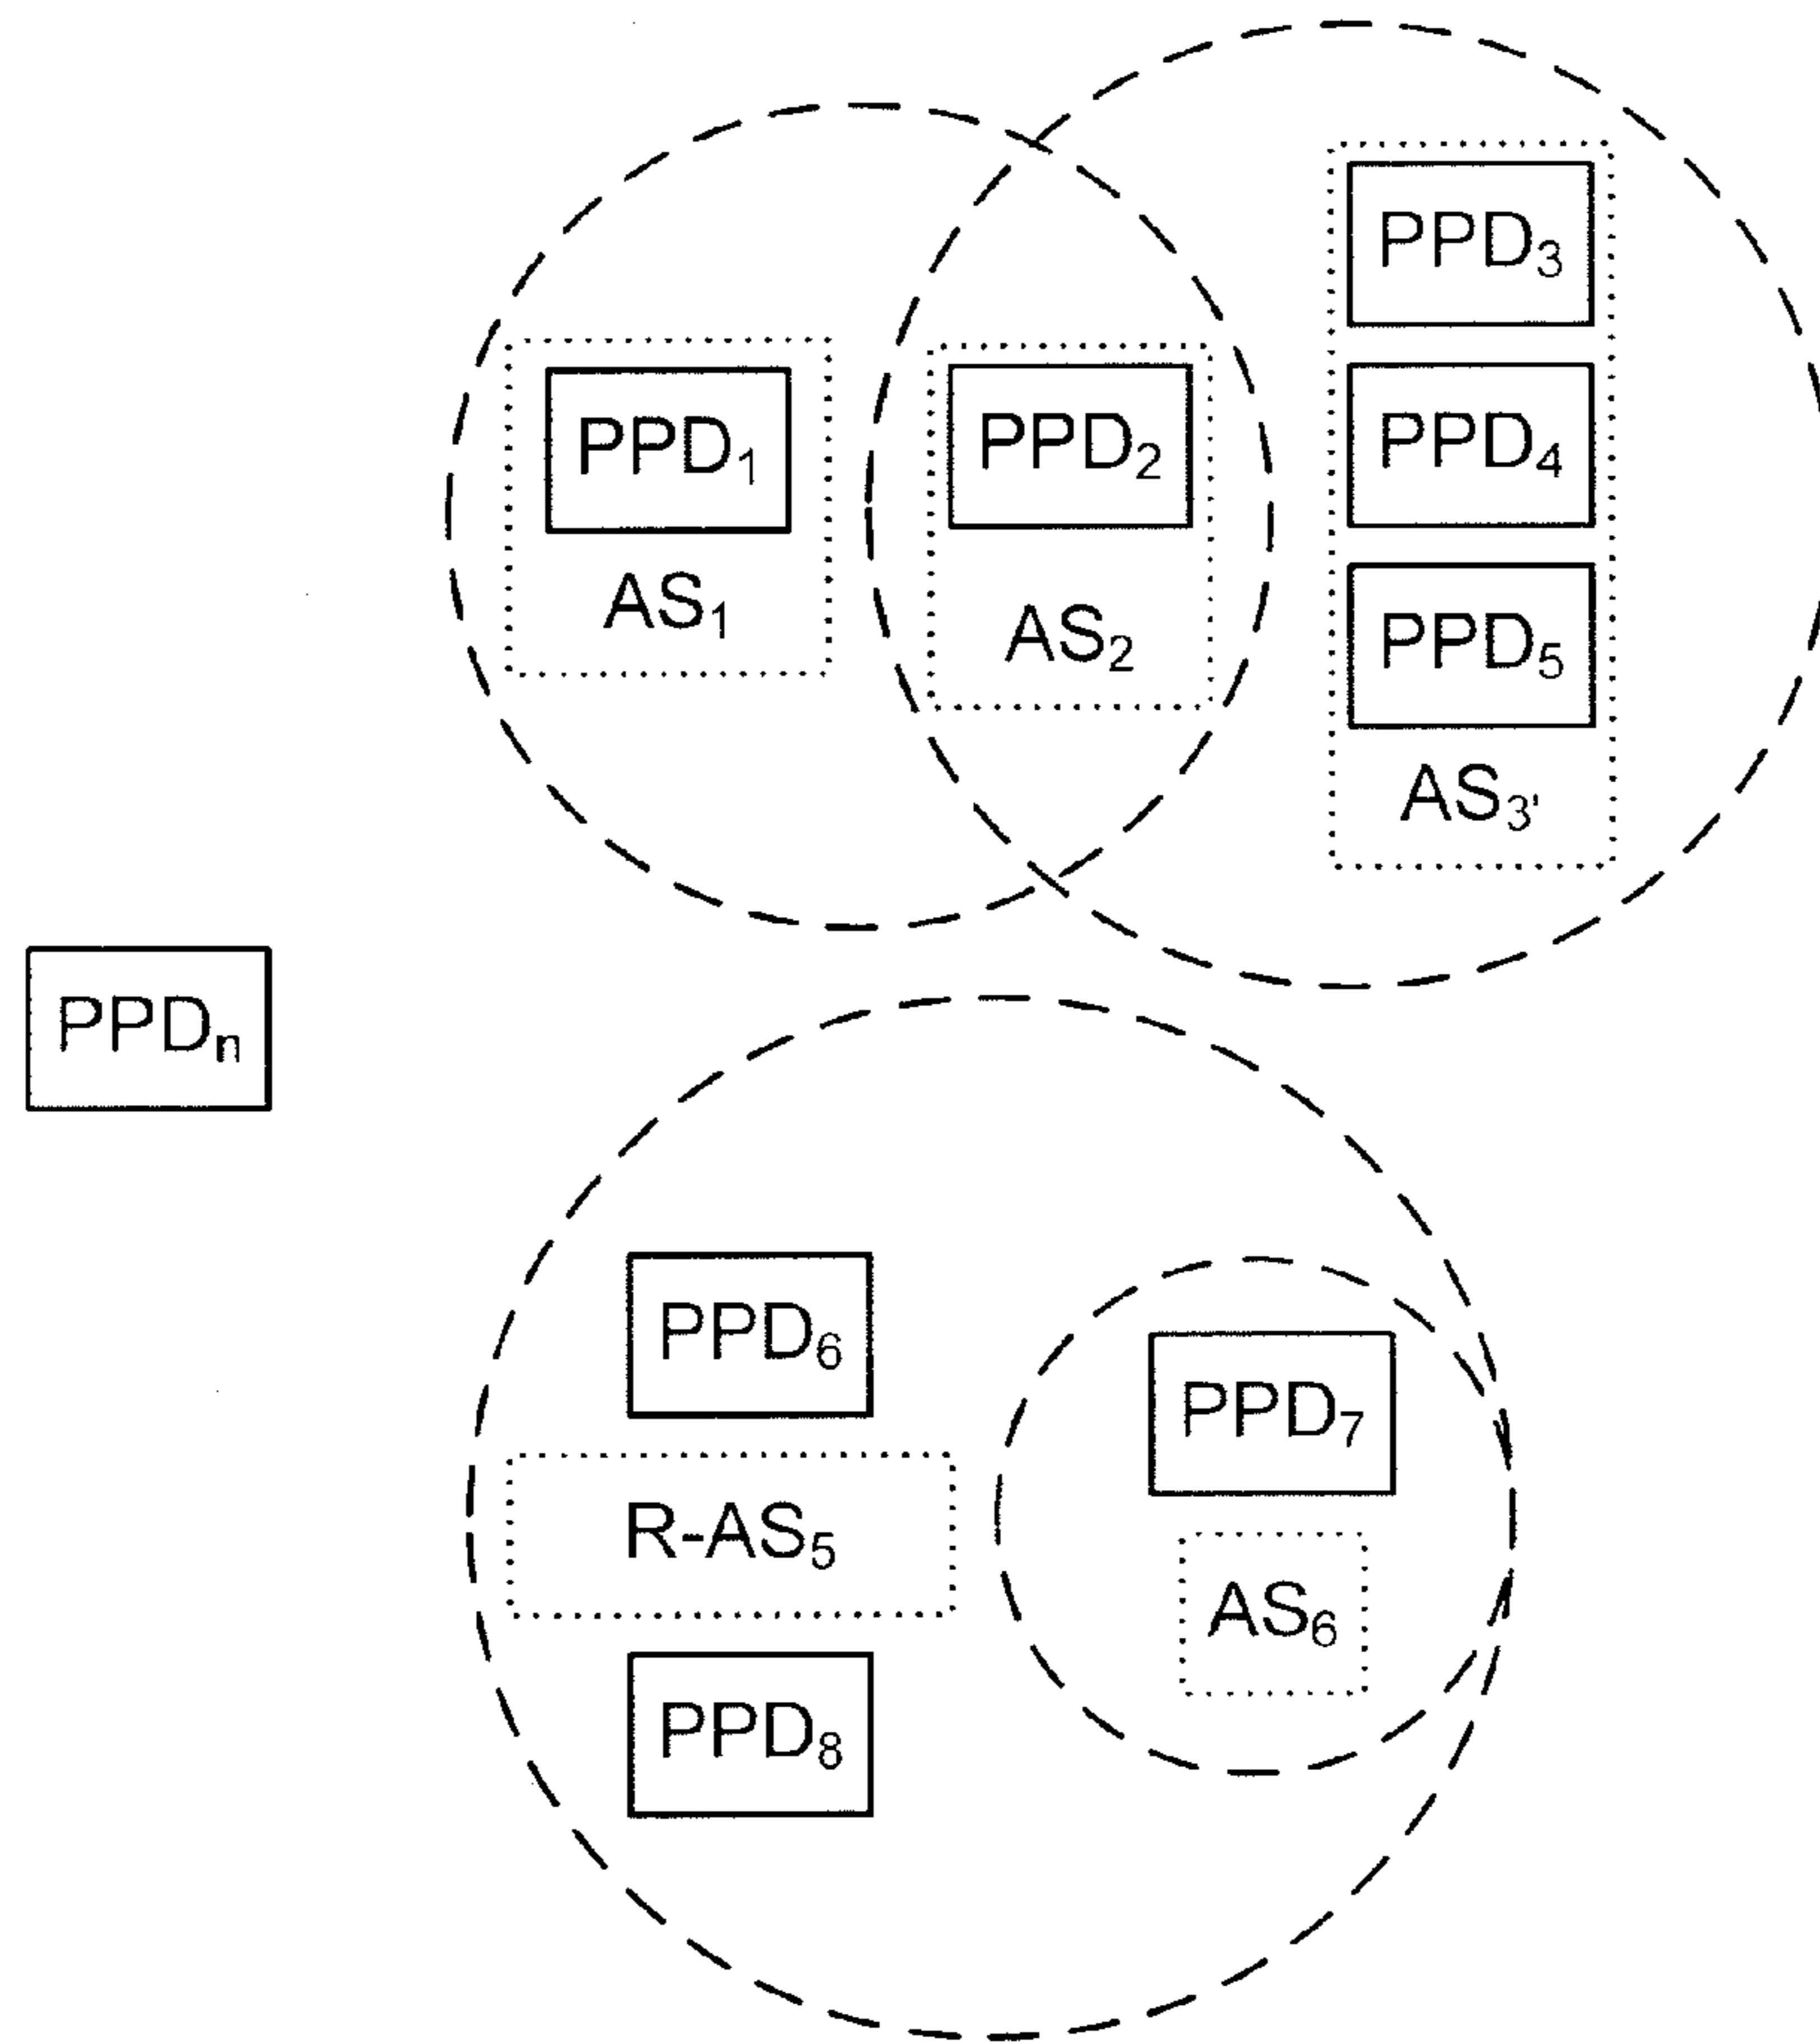 PPD₃
PPD₁
PPD₂
PPD₄
AS₁
AS₂
PPD₅
AS₃'
PPDₙ
PPD₆
PPD₇
R-AS₅
AS₆
PPD₈